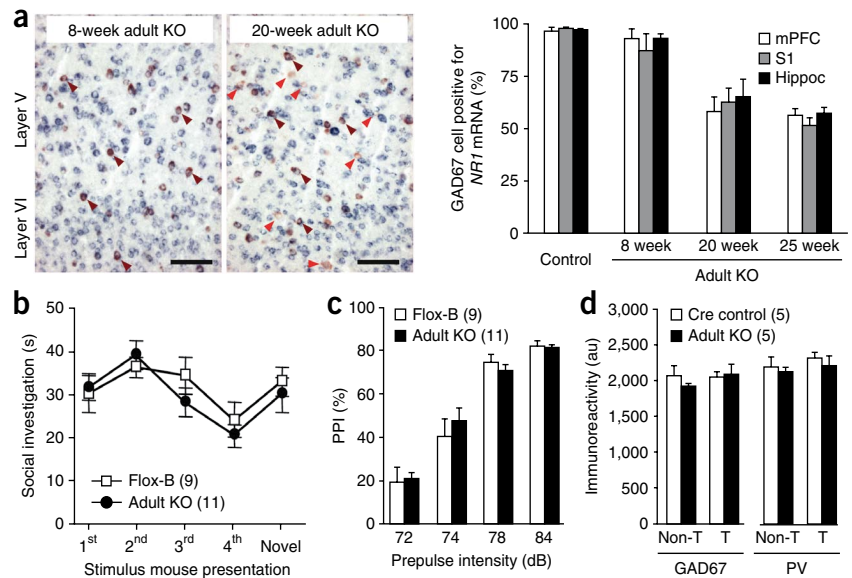 a
8-week adult KO
20-week adult KO
Layer V
Layer VI
GAD67 cell positive for
NR1 mRNA (%)
100
75
50
25
0
mPFC
S1
Hippoc
Control
8 week
20 week
25 week
Adult KO
b
Social investigation (s)
50
40
30
20
10
0
Flox-B (9)
Adult KO (11)
1st
2nd
3rd
4th
Novel
Stimulus mouse presentation
c
PPI (%)
100
80
60
40
20
0
Flox-B (9)
Adult KO (11)
72
74
78
84
Prepulse intensity (dB)
d
Immunoreactivity (au)
3,000
2,500
2,000
1,500
1,000
500
0
Cre control (5)
Adult KO (5)
Non-T
T
Non-T
T
GAD67
PV